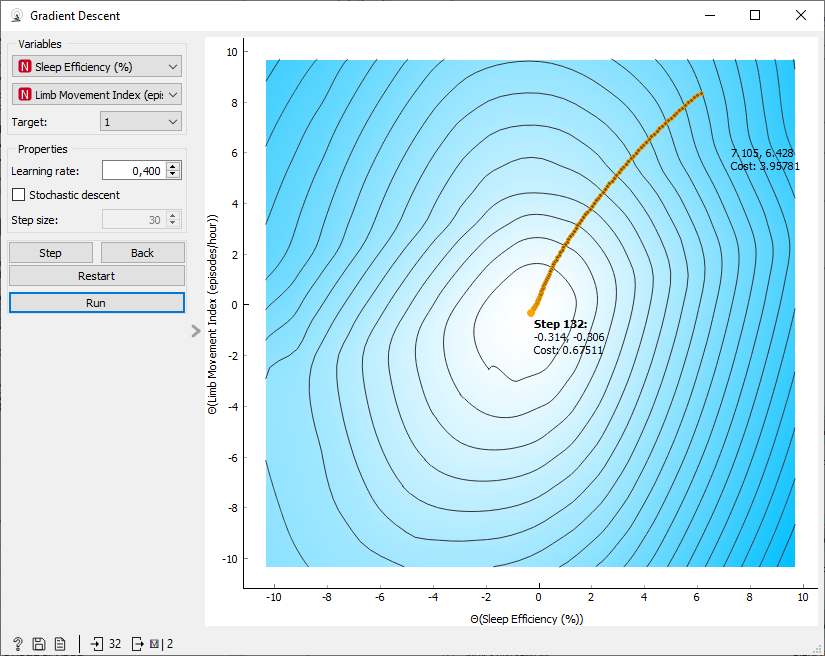 Gradient Descent
Variables
N Sleep Efficiency (%)
N Limb Movement Index (epi:
Target: 1
Properties
Learning rate: 0,400
Stochastic descent
Step size: 30
Step Back
Restart
Run
? 32 M | 2
Θ(Limb Movement Index (episodes/hour))
10
8
6
4
2
0
-2
-4
-6
-8
-10
7.105, 6.428
Cost: 3.95781
Step 132:
-0.314, -0.306
Cost: 0.67511
-10 -8 -6 -4 -2 0 2 4 6 8 10
Θ(Sleep Efficiency (%))